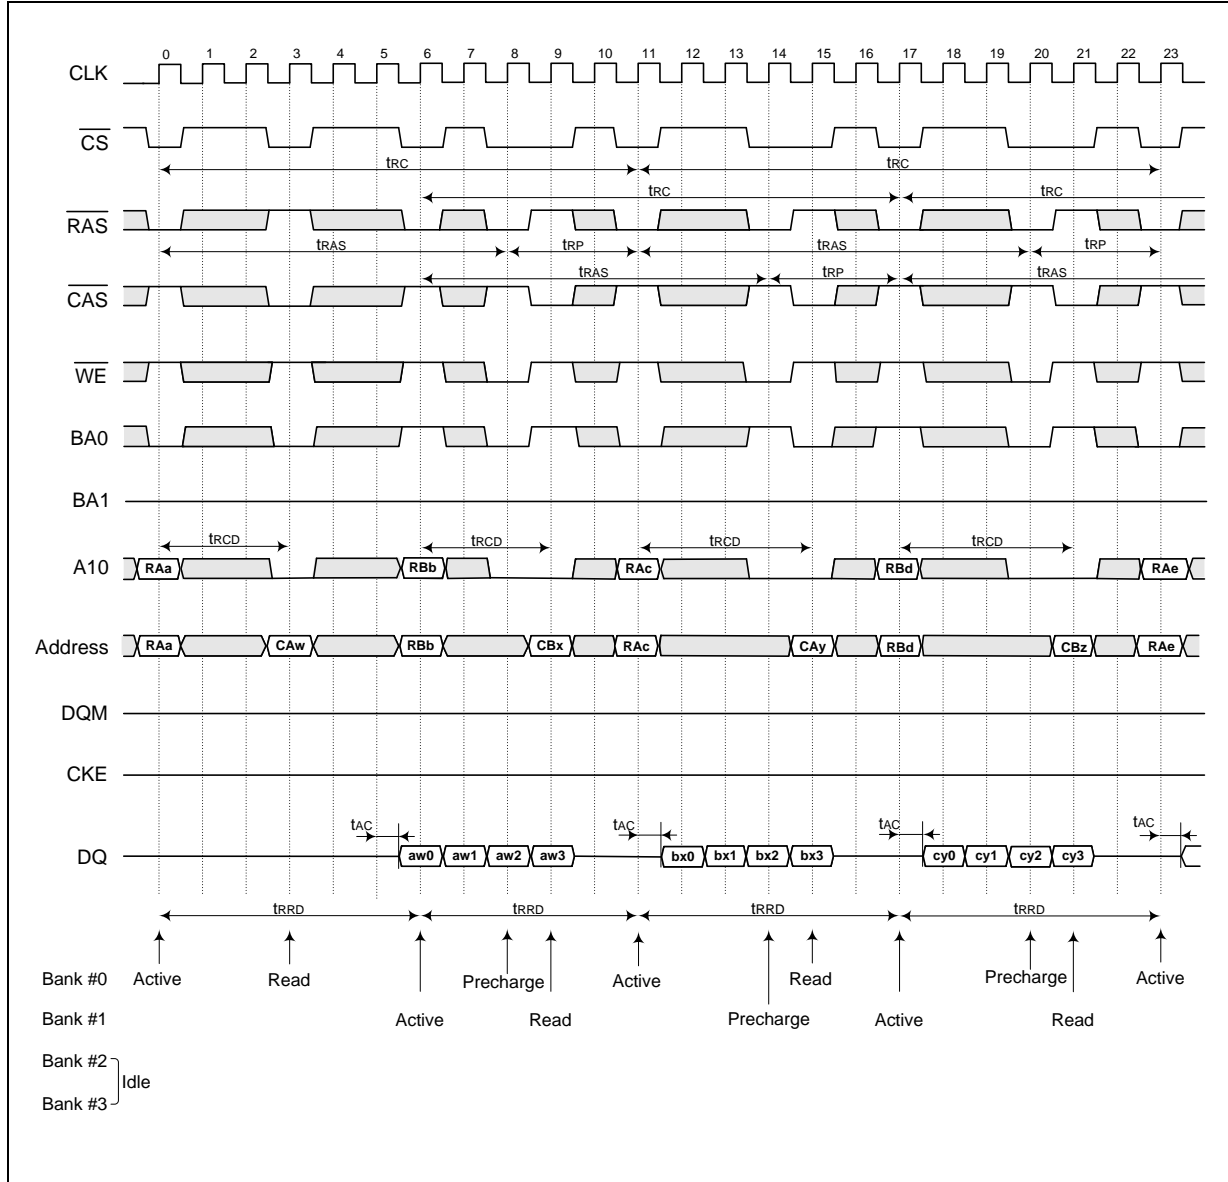 0 1 2 3 4 5 6 7 8 9 10 11 12 13 14 15 16 17 18 19 20 21 22 23
CLK
CS
tRC tRC
tRC tRC
RAS
tRAS tRP tRAS tRP
tRAS tRP tRAS
CAS
WE
BA0
BA1
tRCD tRCD tRCD tRCD
A10 RAa RBb RAc RBd RAe
Address RAa CAw RBb CBx RAc CAy RBd CBz RAe
DQM
CKE
tAC tAC tAC tAC
DQ aw0 aw1 aw2 aw3 bx0 bx1 bx2 bx3 cy0 cy1 cy2 cy3
tRRD tRRD tRRD tRRD
Bank #0 Active Read Precharge Active Read Precharge Active
Bank #1 Active Read Precharge Active Read
Bank #2
Idle
Bank #3